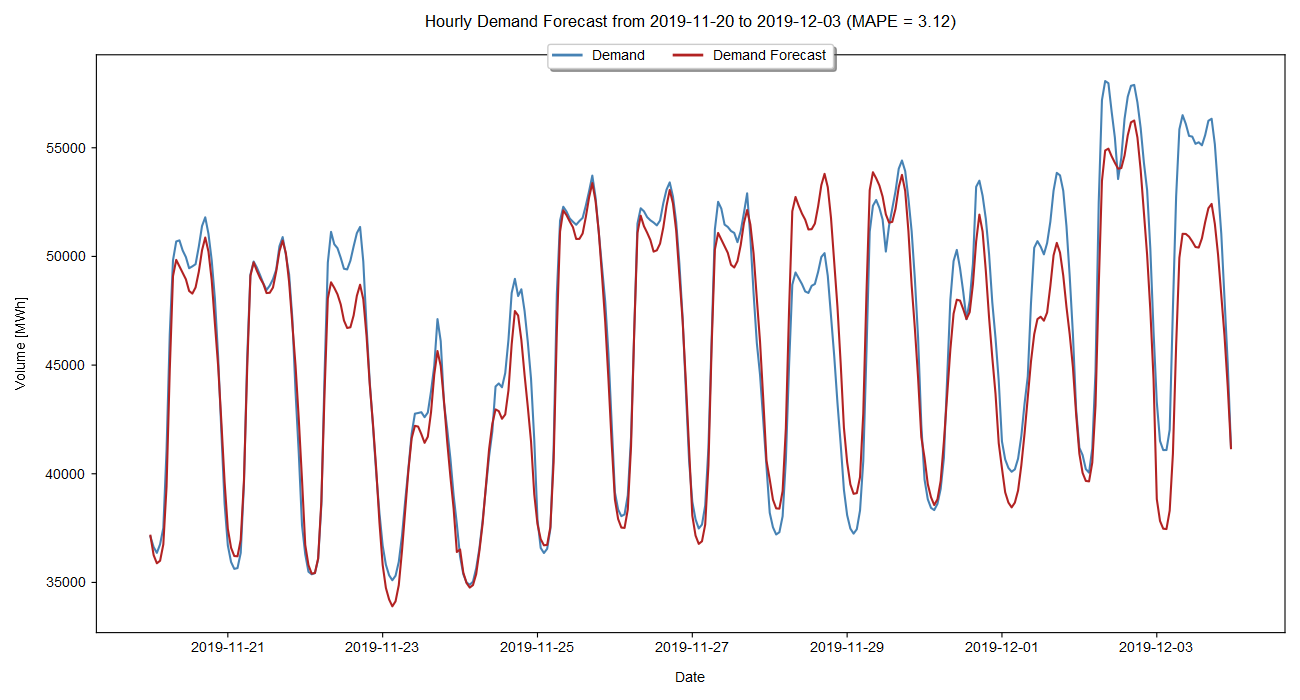 Hourly Demand Forecast from 2019-11-20 to 2019-12-03 (MAPE = 3.12)
Demand Demand Forecast
Volume [MWh]
55000
50000
45000
40000
35000
2019-11-21 2019-11-23 2019-11-25 2019-11-27 2019-11-29 2019-12-01 2019-12-03
Date